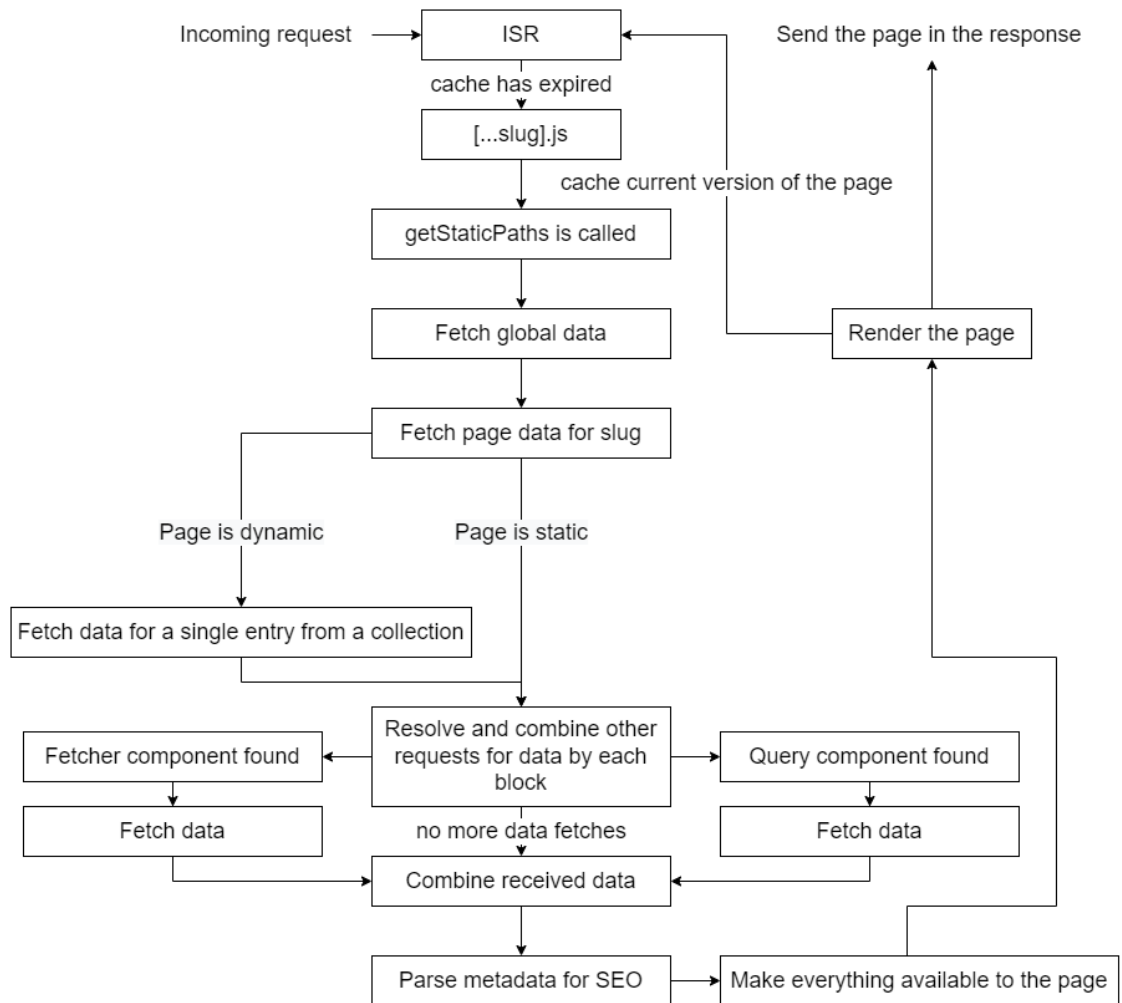 Incoming request
ISR
Send the page in the response
cache has expired
[...slug].js
cache current version of the page
getStaticPaths is called
Fetch global data
Render the page
Fetch page data for slug
Page is dynamic
Page is static
Fetch data for a single entry from a collection
Resolve and combine other
requests for data by each
block
Fetcher component found
Query component found
Fetch data
no more data fetches
Fetch data
Combine received data
Parse metadata for SEO
Make everything available to the page